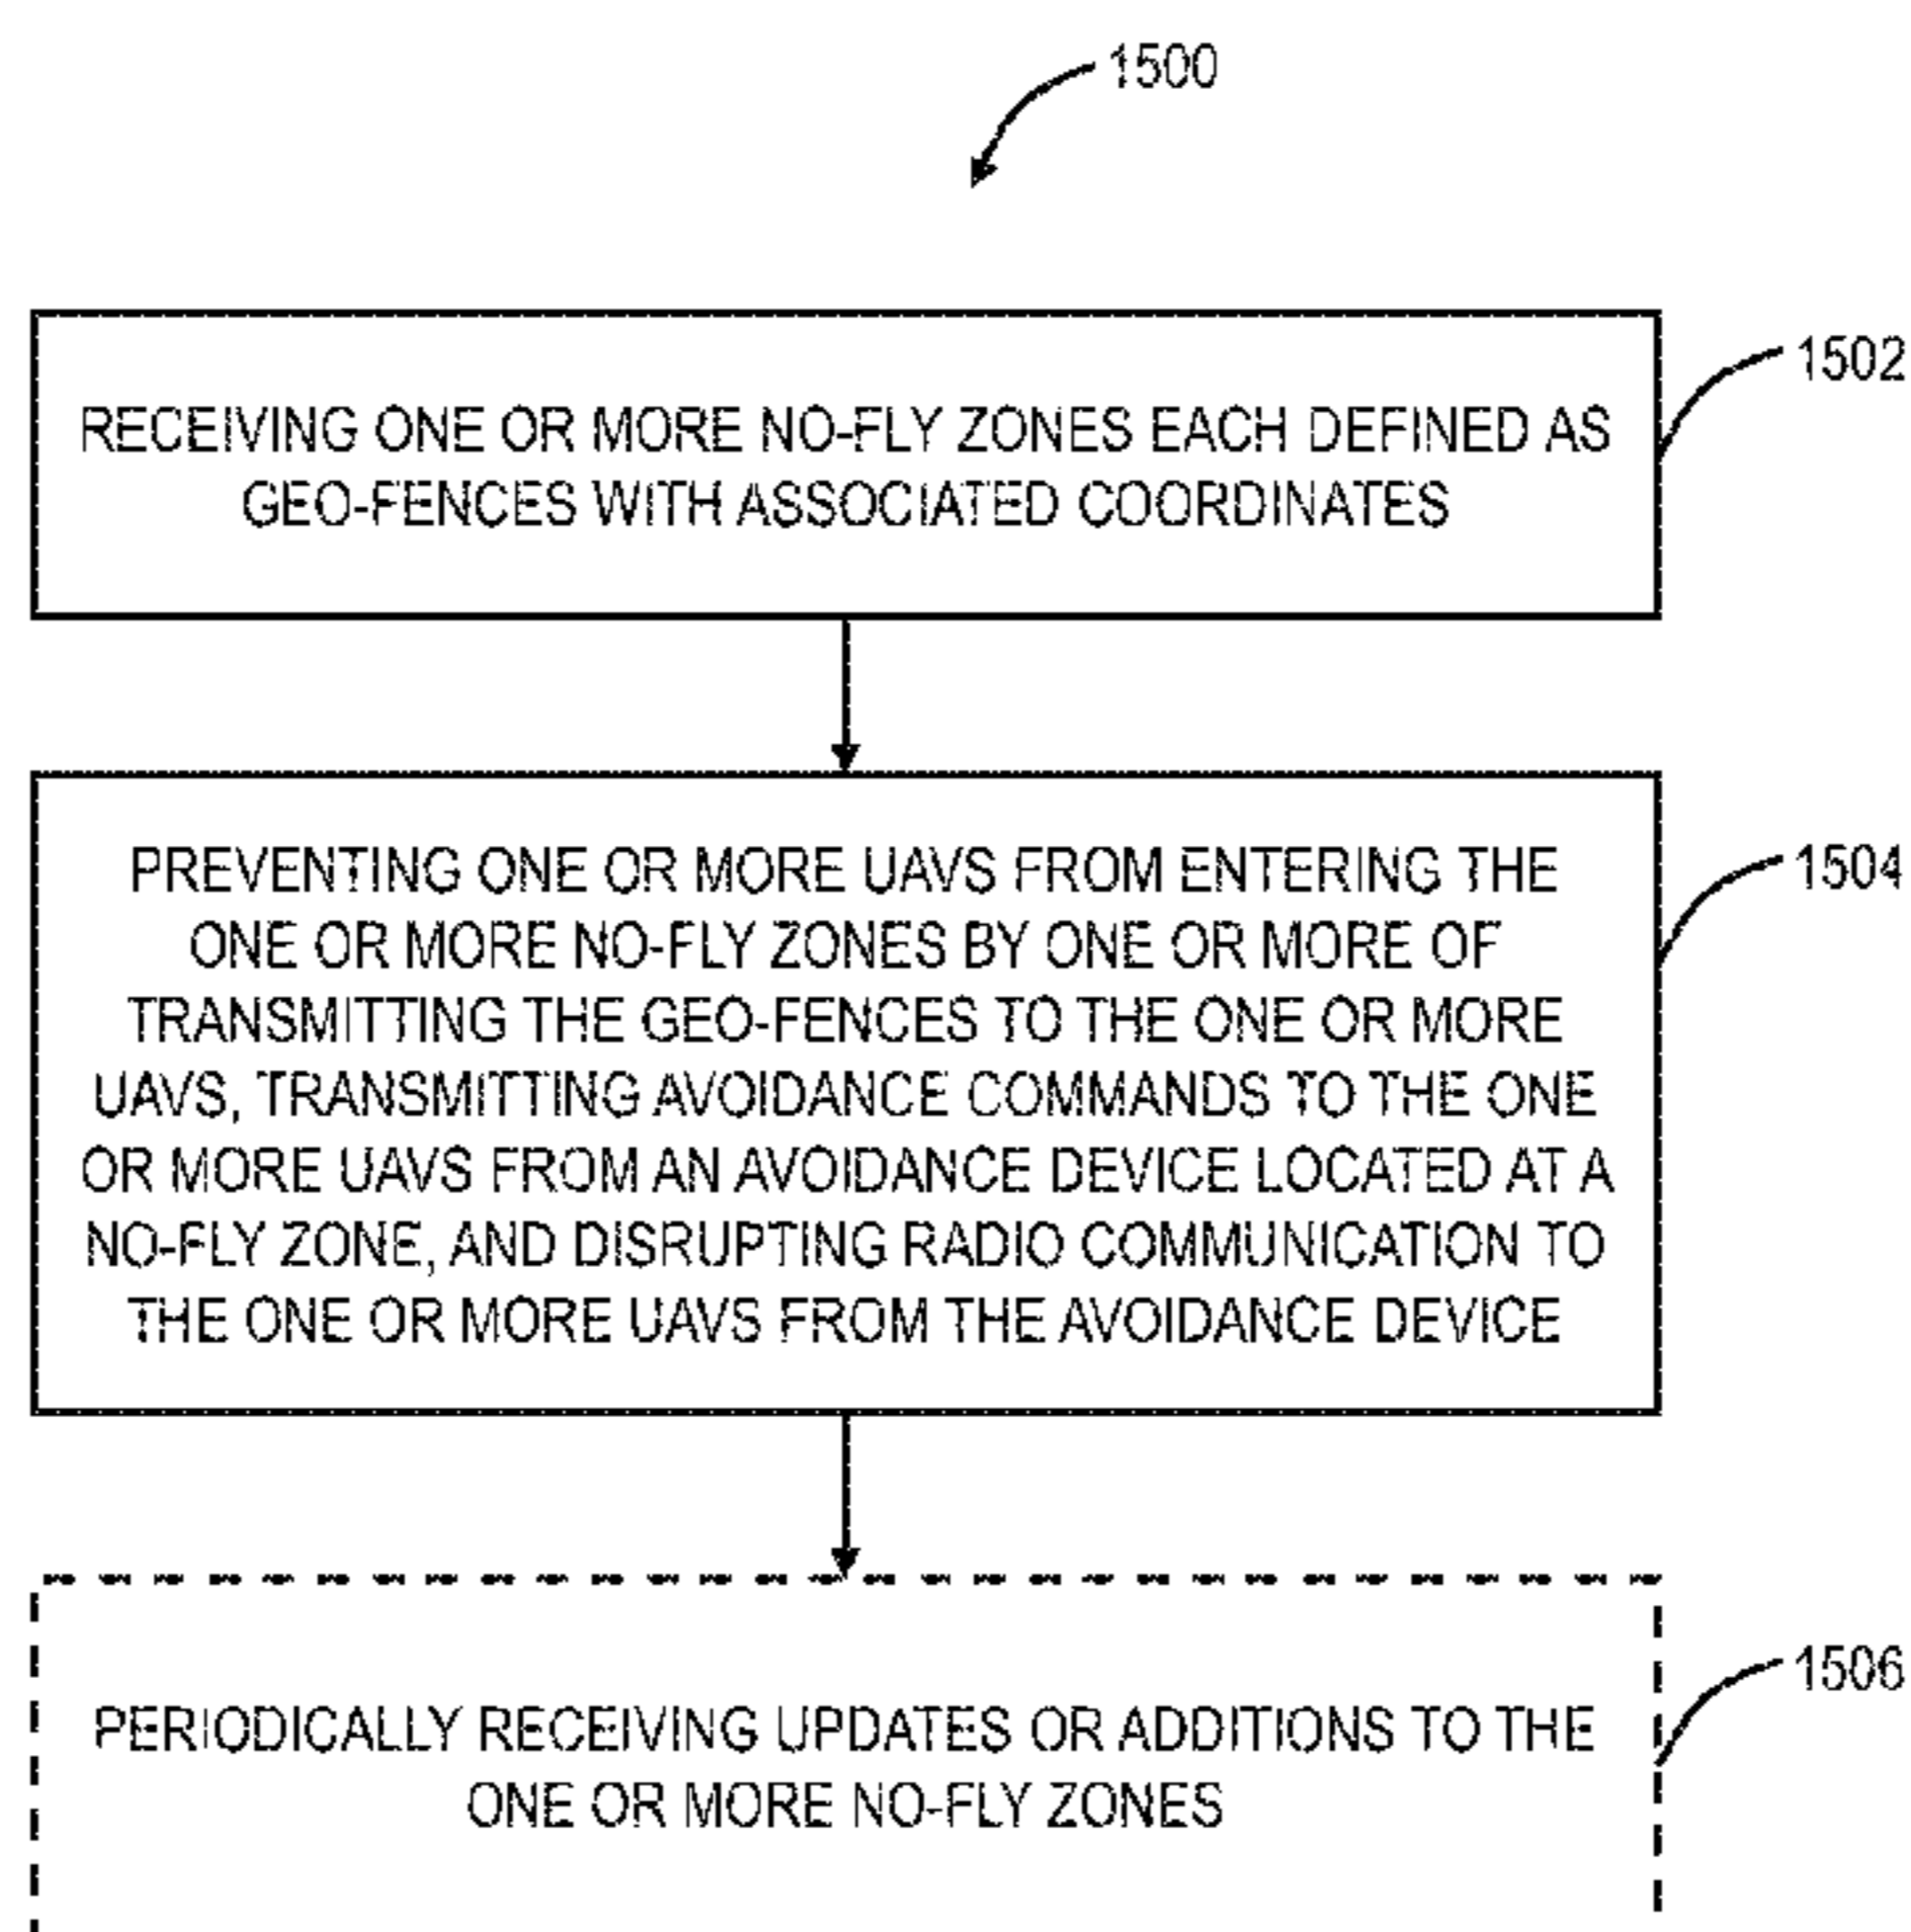 1500
1502
RECEIVING ONE OR MORE NO-FLY ZONES EACH DEFINED AS
GEO-FENCES WITH ASSOCIATED COORDINATES
1504
PREVENTING ONE OR MORE UAVS FROM ENTERING THE
ONE OR MORE NO-FLY ZONES BY ONE OR MORE OF
TRANSMITTING THE GEO-FENCES TO THE ONE OR MORE
UAVS, TRANSMITTING AVOIDANCE COMMANDS TO THE ONE
OR MORE UAVS FROM AN AVOIDANCE DEVICE LOCATED AT A
NO-FLY ZONE, AND DISRUPTING RADIO COMMUNICATION TO
THE ONE OR MORE UAVS FROM THE AVOIDANCE DEVICE
1506
PERIODICALLY RECEIVING UPDATES OR ADDITIONS TO THE
ONE OR MORE NO-FLY ZONES